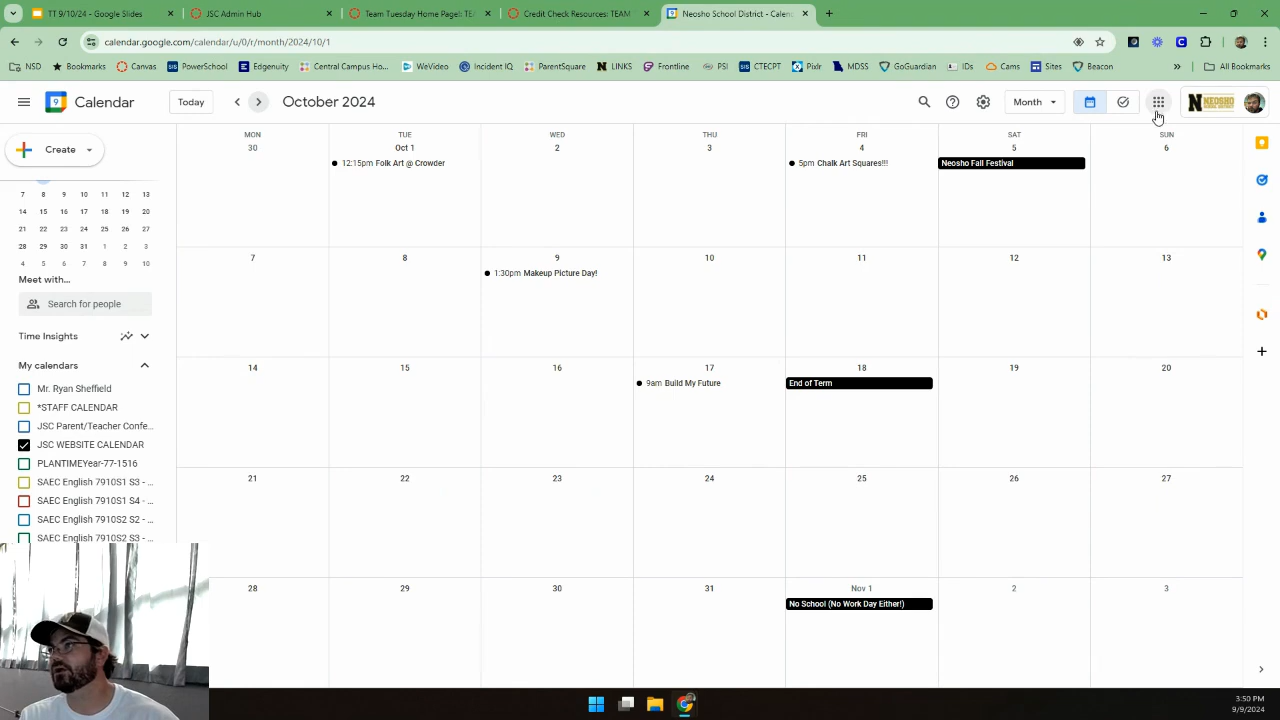 TT 9/10/24 - Google Slides
JSC Admin Hub
Team Tuesday Home Page!: TE
Credit Check Resources: TEAM
Neosho School District - Calen
calendar.google.com/calendar/u/0/r/month/2024/10/1
NSD
Bookmarks
Canvas
PowerSchool
Edgenuity
Central Campus Ho...
WeVideo
Incident IQ
ParentSquare
LINKS
Frontline
PSI
CTECPT
Pixlr
MDSS
GoGuardian
IDs
Cams
Sites
Beacon
All Bookmarks
Calendar
Today
October 2024
Month
NEOSHO
Create
MON TUE WED THU FRI SAT SUN
30 Oct 1 2 3 4 5 6
12:15pm Folk Art @ Crowder
5pm Chalk Art Squares!!!
Neosho Fall Festival
7 8 9 10 11 12 13
1:30pm Makeup Picture Day!
14 15 16 17 18 19 20
9am Build My Future
End of Term
21 22 23 24 25 26 27
28 29 30 31 Nov 1 2 3
No School (No Work Day Either!)
7 8 9 10 11 12 13
14 15 16 17 18 19 20
21 22 23 24 25 26 27
28 29 30 31 1 2 3
4 5 6 7 8 9 10
Meet with...
Search for people
Time Insights
My calendars
Mr. Ryan Sheffield
*STAFF CALENDAR
JSC Parent/Teacher Confe...
JSC WEBSITE CALENDAR
PLANTIMEYear-77-1516
SAEC English 7910S1 S3 - ...
SAEC English 7910S1 S4 - ...
SAEC English 7910S2 S2 - ...
SAEC English 7910S2 S3 - ...
3:50 PM
9/9/2024